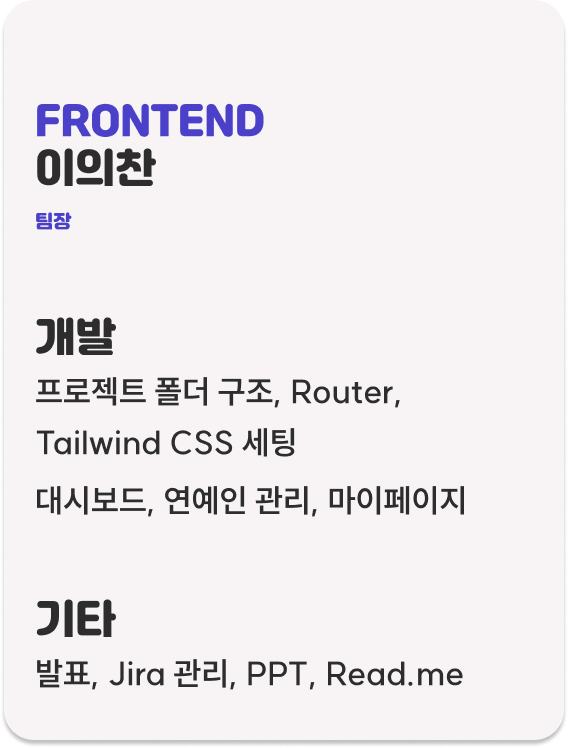 FRONTEND
이의찬
팀장
개발
프로젝트 폴더 구조, Router,
Tailwind CSS 세팅
대시보드, 연예인 관리, 마이페이지
기타
발표, Jira 관리, PPT, Read.me